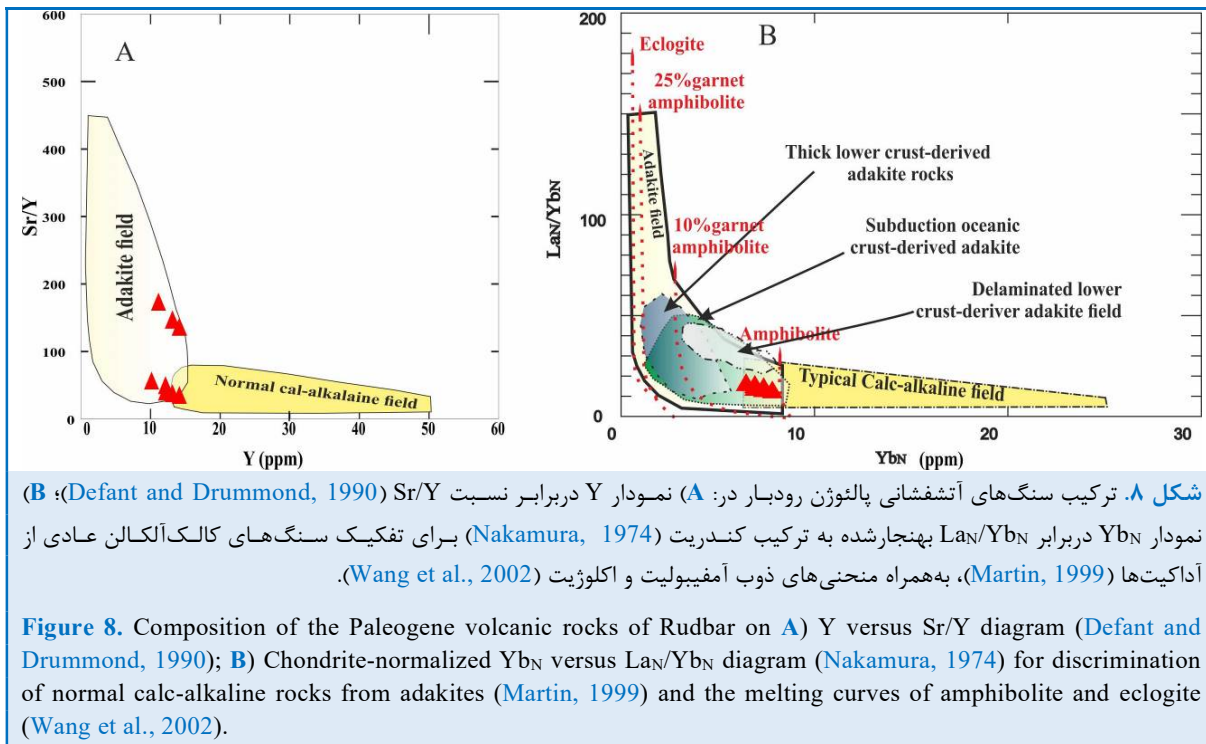 A
600
500
400
300
200
100
0
Sr/Y
Adakite field
Normal cal-alkalaine field
0 10 20 30 40 50 60
Y (ppm)
B
200
100
0
LaN/YbN
Eclogite
25%garnet
amphibolite
Adakite field
Thick lower crust-derived
adakite rocks
10%garnet
amphibolite
Subduction oceanic
crust-derived adakite
Delaminated lower
crust-deriver adakite field
Amphibolite
Typical Calc-alkaline field
0 10 20 30
YbN (ppm)
شکل ۸. ترکیب سنگ‌های آتشفشانی پالئوژن رودبار در: A) نمودار Y دربرابر نسبت Sr/Y (Defant and Drummond, 1990)؛ B)
نمودار YbN دربرابر LaN/YbN بهنجارشده به ترکیب کندریت (Nakamura, 1974) برای تفکیک سنگ‌های کالک‌آلکالن عادی از
آداکیت‌ها (Martin, 1999)، به‌همراه منحنی‌های ذوب آمفیبولیت و اکلوژیت (Wang et al., 2002).
Figure 8. Composition of the Paleogene volcanic rocks of Rudbar on A) Y versus Sr/Y diagram (Defant and
Drummond, 1990); B) Chondrite-normalized YbN versus LaN/YbN diagram (Nakamura, 1974) for discrimination
of normal calc-alkaline rocks from adakites (Martin, 1999) and the melting curves of amphibolite and eclogite
(Wang et al., 2002).